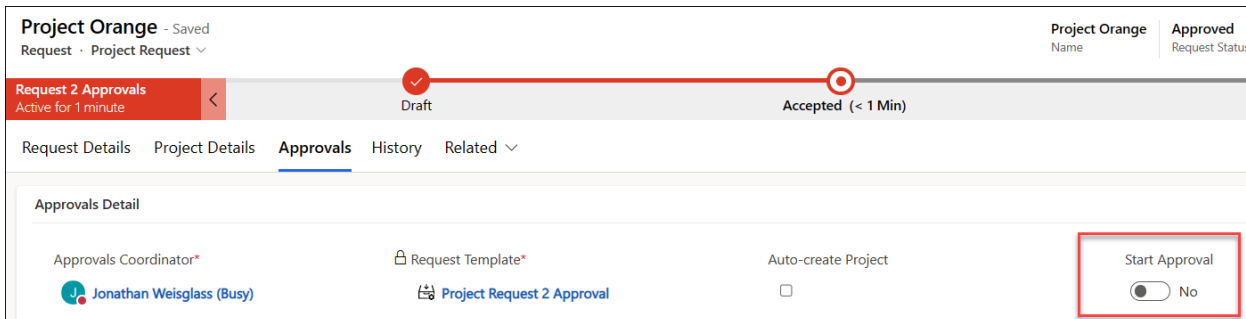 Project Orange - Saved
Request · Project Request
Project Orange
Name
Approved
Request Status
Request 2 Approvals
Active for 1 minute
Draft
Accepted (< 1 Min)
Request Details Project Details Approvals History Related
Approvals Detail
Approvals Coordinator*
Request Template*
Auto-create Project
Start Approval
J
Jonathan Weisglass (Busy)
Project Request 2 Approval
No